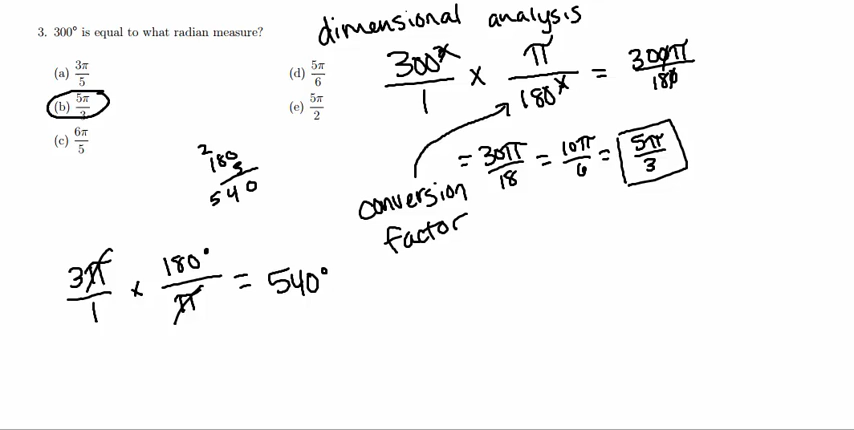 dimensional analysis
3. 300° is equal to what radian measure?
(a) 3π/5
(b) 5π/3
(c) 6π/5
(d) 5π/6
(e) 5π/2
300°/1 x π/180° = 300π/180
= 30π/18 = 10π/6 = 5π/3
conversion
factor
2
180
3
540
3π/1 x 180°/π = 540°